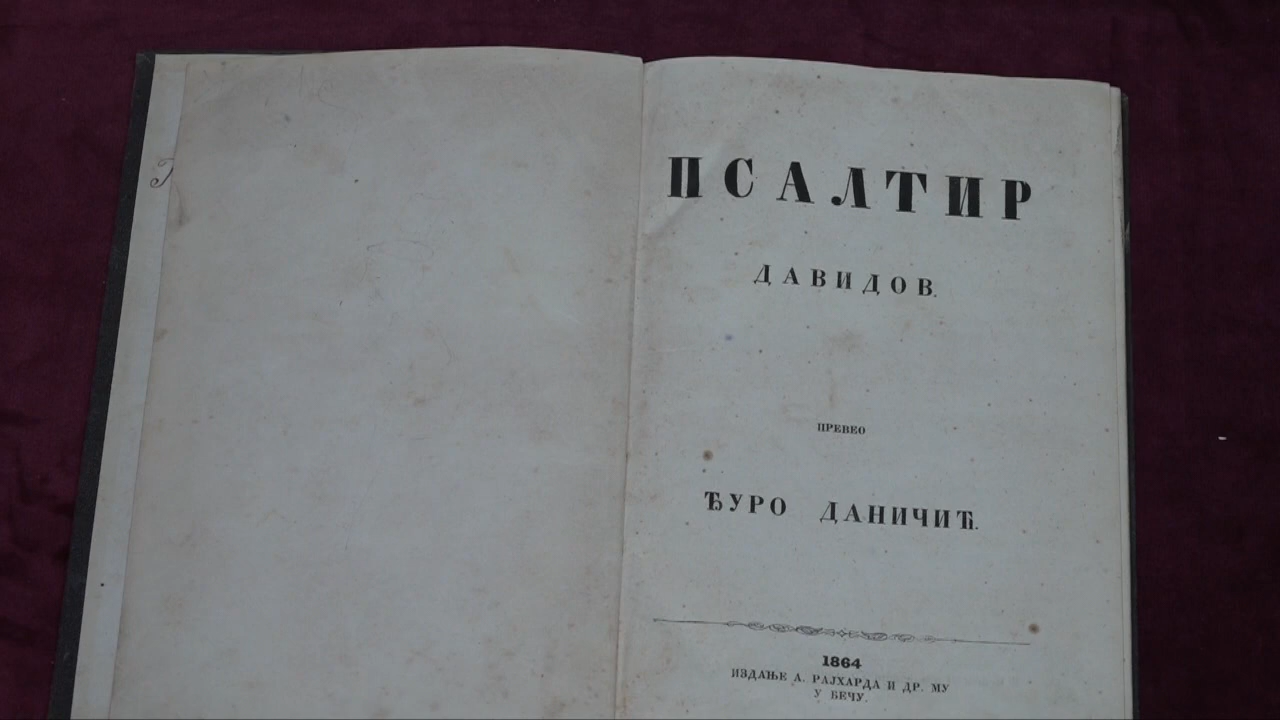 ПСАЛТИР
ДАВИДОВ.
ПРЕВЕО
ЂУРО ДАНИЧИЋ.
1864
ИЗДАЊЕ А. РАЈХАРДА И ДР. МУ
У БЕЧУ.